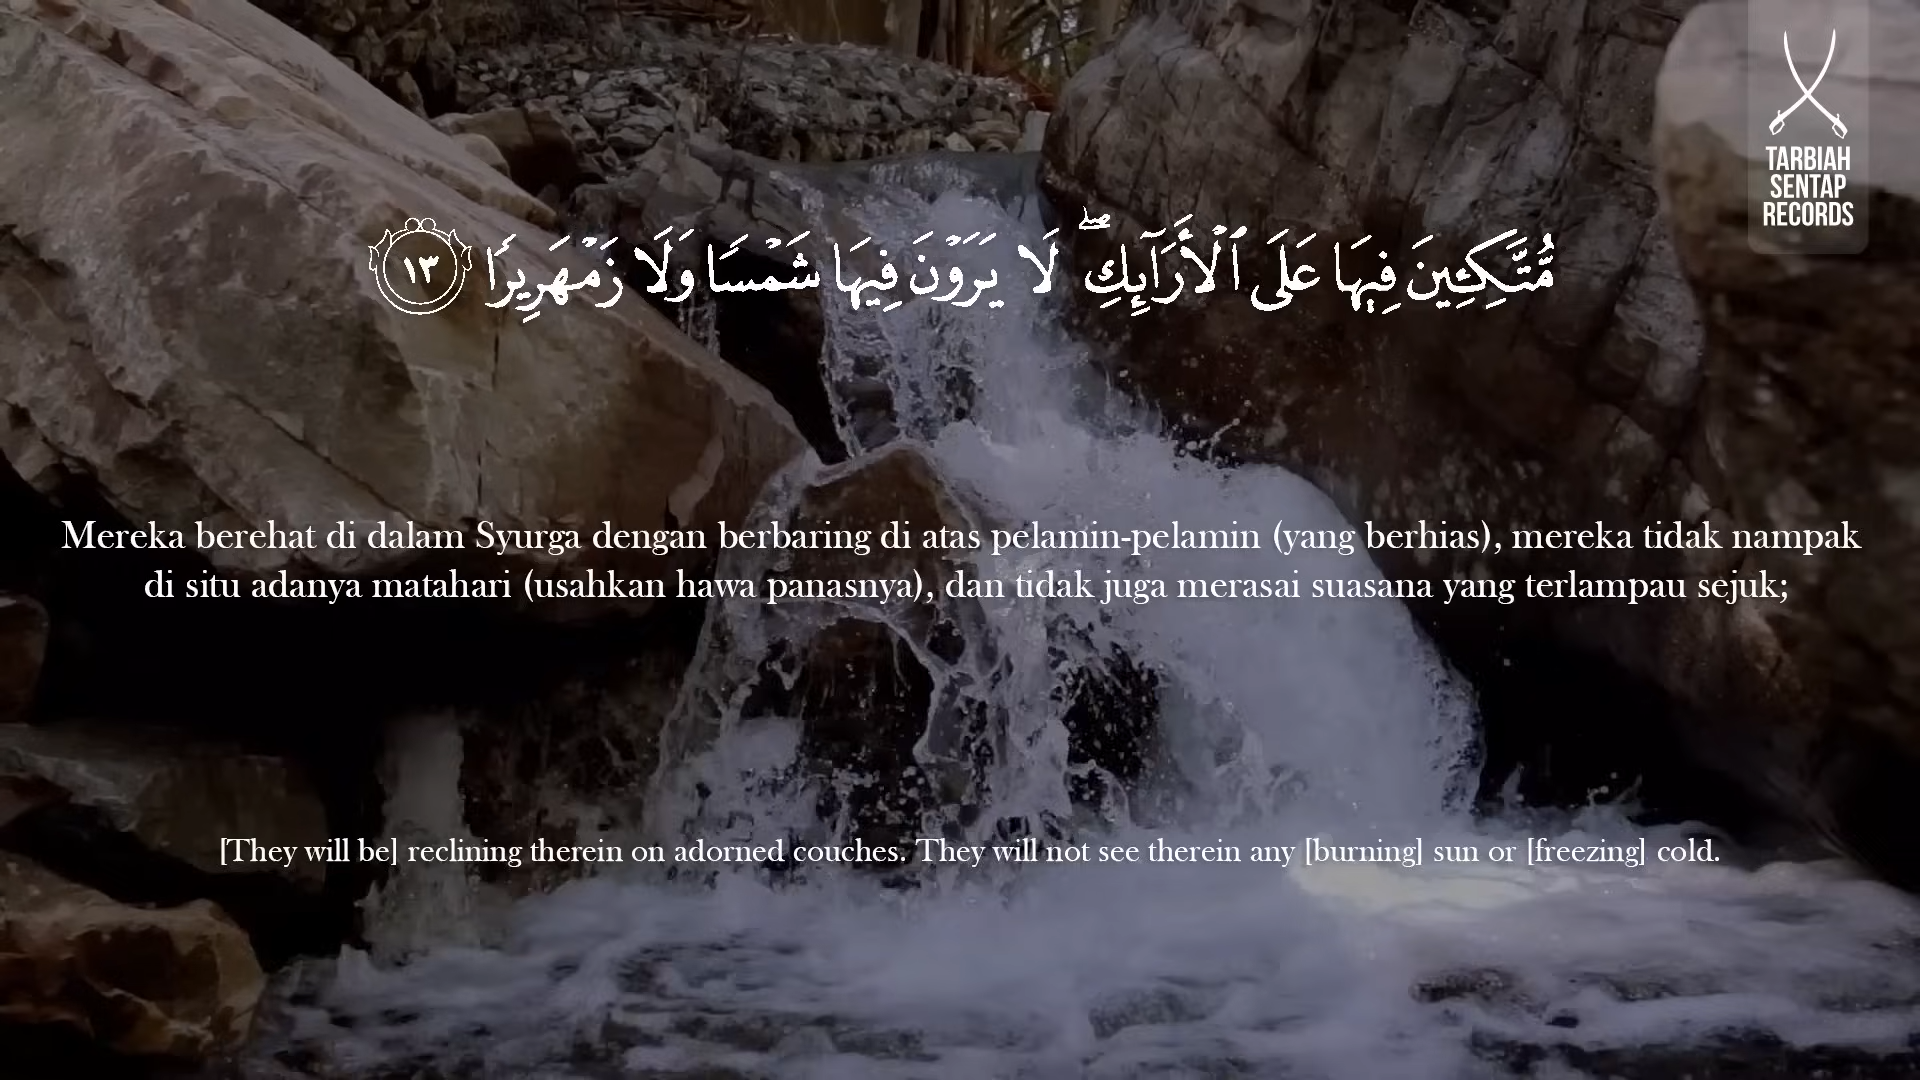 TARBIAH
SENTAP
RECORDS
مُّتَّكِـِٔينَ فِيهَا عَلَى ٱلْأَرَآئِكِ ۖ لَا يَرَوْنَ فِيهَا شَمْسًا وَلَا زَمْهَرِيرًا ١٣
Mereka berehat di dalam Syurga dengan berbaring di atas pelamin-pelamin (yang berhias), mereka tidak nampak
di situ adanya matahari (usahkan hawa panasnya), dan tidak juga merasai suasana yang terlampau sejuk;
[They will be] reclining therein on adorned couches. They will not see therein any [burning] sun or [freezing] cold.